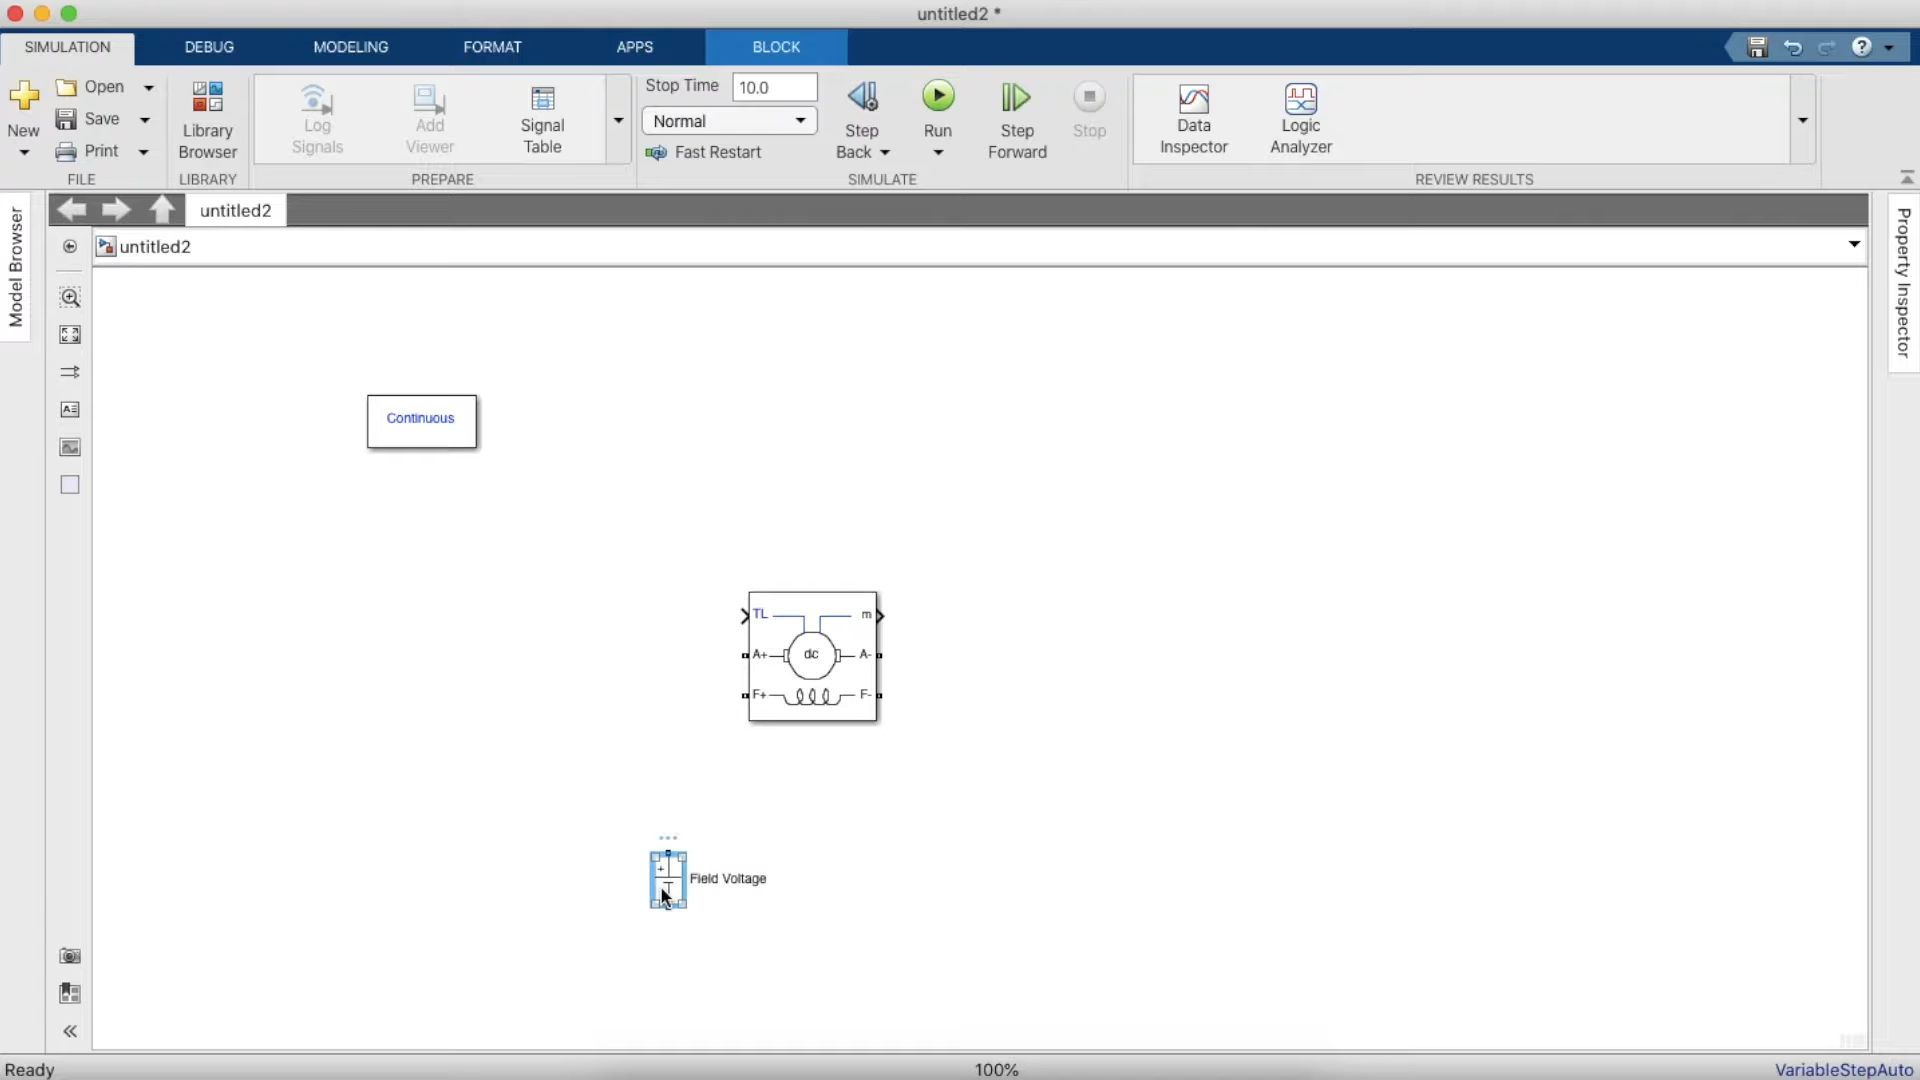 untitled2 *
SIMULATION DEBUG MODELING FORMAT APPS BLOCK
?
New
Open
Save
Print
FILE
Library
Browser
LIBRARY
Log
Signals
Add
Viewer
Signal
Table
PREPARE
Stop Time 10.0
Normal
Fast Restart
Step
Back
Run
Step
Forward
Stop
SIMULATE
Data
Inspector
Logic
Analyzer
REVIEW RESULTS
Model Browser
Property Inspector
untitled2
untitled2
Continuous
TL m
A+ dc A-
F+ F-
+
Field Voltage
Ready 100% VariableStepAuto